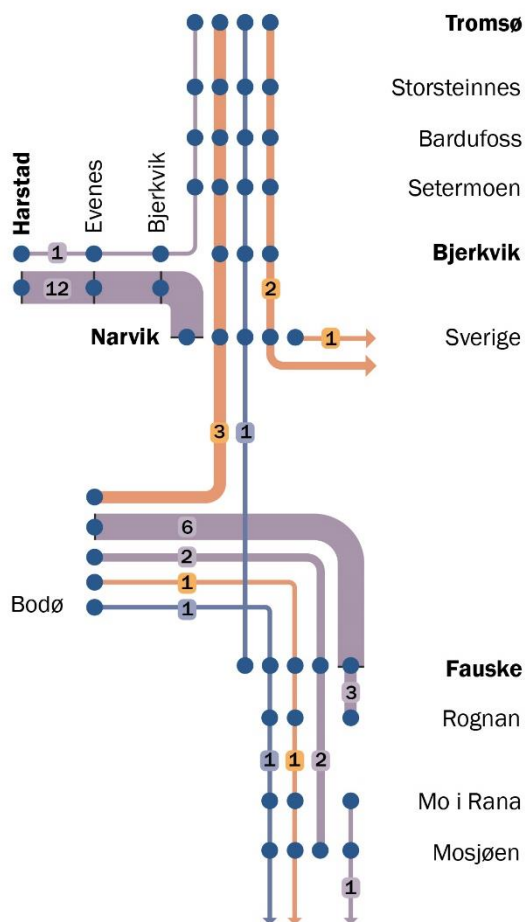 Tromsø
Storsteinnes
Bardufoss
Setermoen
Harstad
Evenes
Bjerkvik
1
Bjerkvik
12
2
Narvik
1
Sverige
3
1
6
2
1
Bodø
1
Fauske
3
Rognan
1
1
2
Mo i Rana
Mosjøen
1